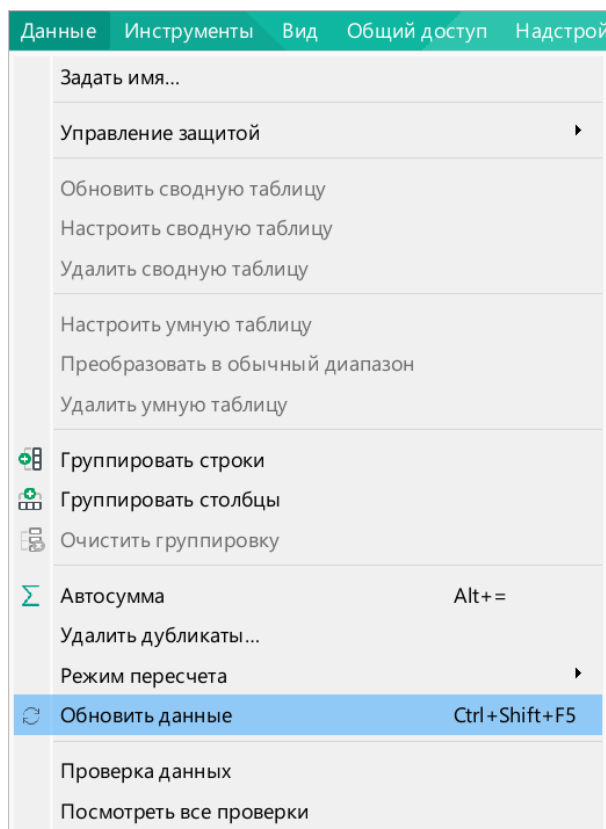 Данные Инструменты Вид Общий доступ Надстрой
Задать имя...
Управление защитой
Обновить сводную таблицу
Настроить сводную таблицу
Удалить сводную таблицу
Настроить умную таблицу
Преобразовать в обычный диапазон
Удалить умную таблицу
Группировать строки
Группировать столбцы
Очистить группировку
Автосумма Alt+=
Удалить дубликаты...
Режим пересчета
Обновить данные Ctrl+Shift+F5
Проверка данных
Посмотреть все проверки